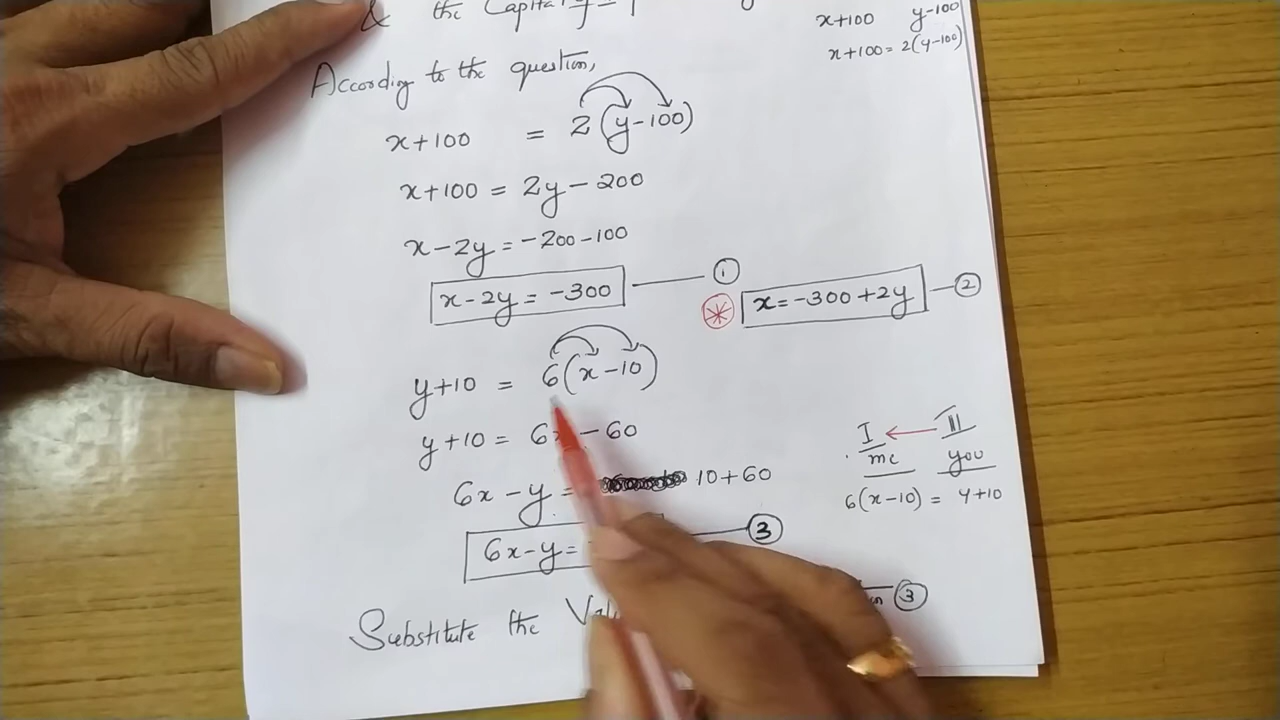 & the Capital
x+100 y-100
x+100 = 2(y-100)
According to the question,
x+100 = 2(y-100)
x+100 = 2y-200
x-2y = -200-100
x-2y = -300 ①
x = -300+2y ②
y+10 = 6(x-10)
y+10 = 6x-60
I II
me you
6x-y = 10+60
6(x-10) = y+10
6x-y = ③
③
Substitute the